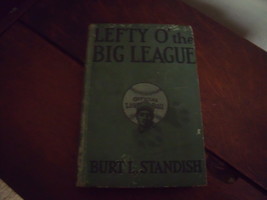 LEFTY O' the
BIG LEAGUE
BURT L. STANDISH